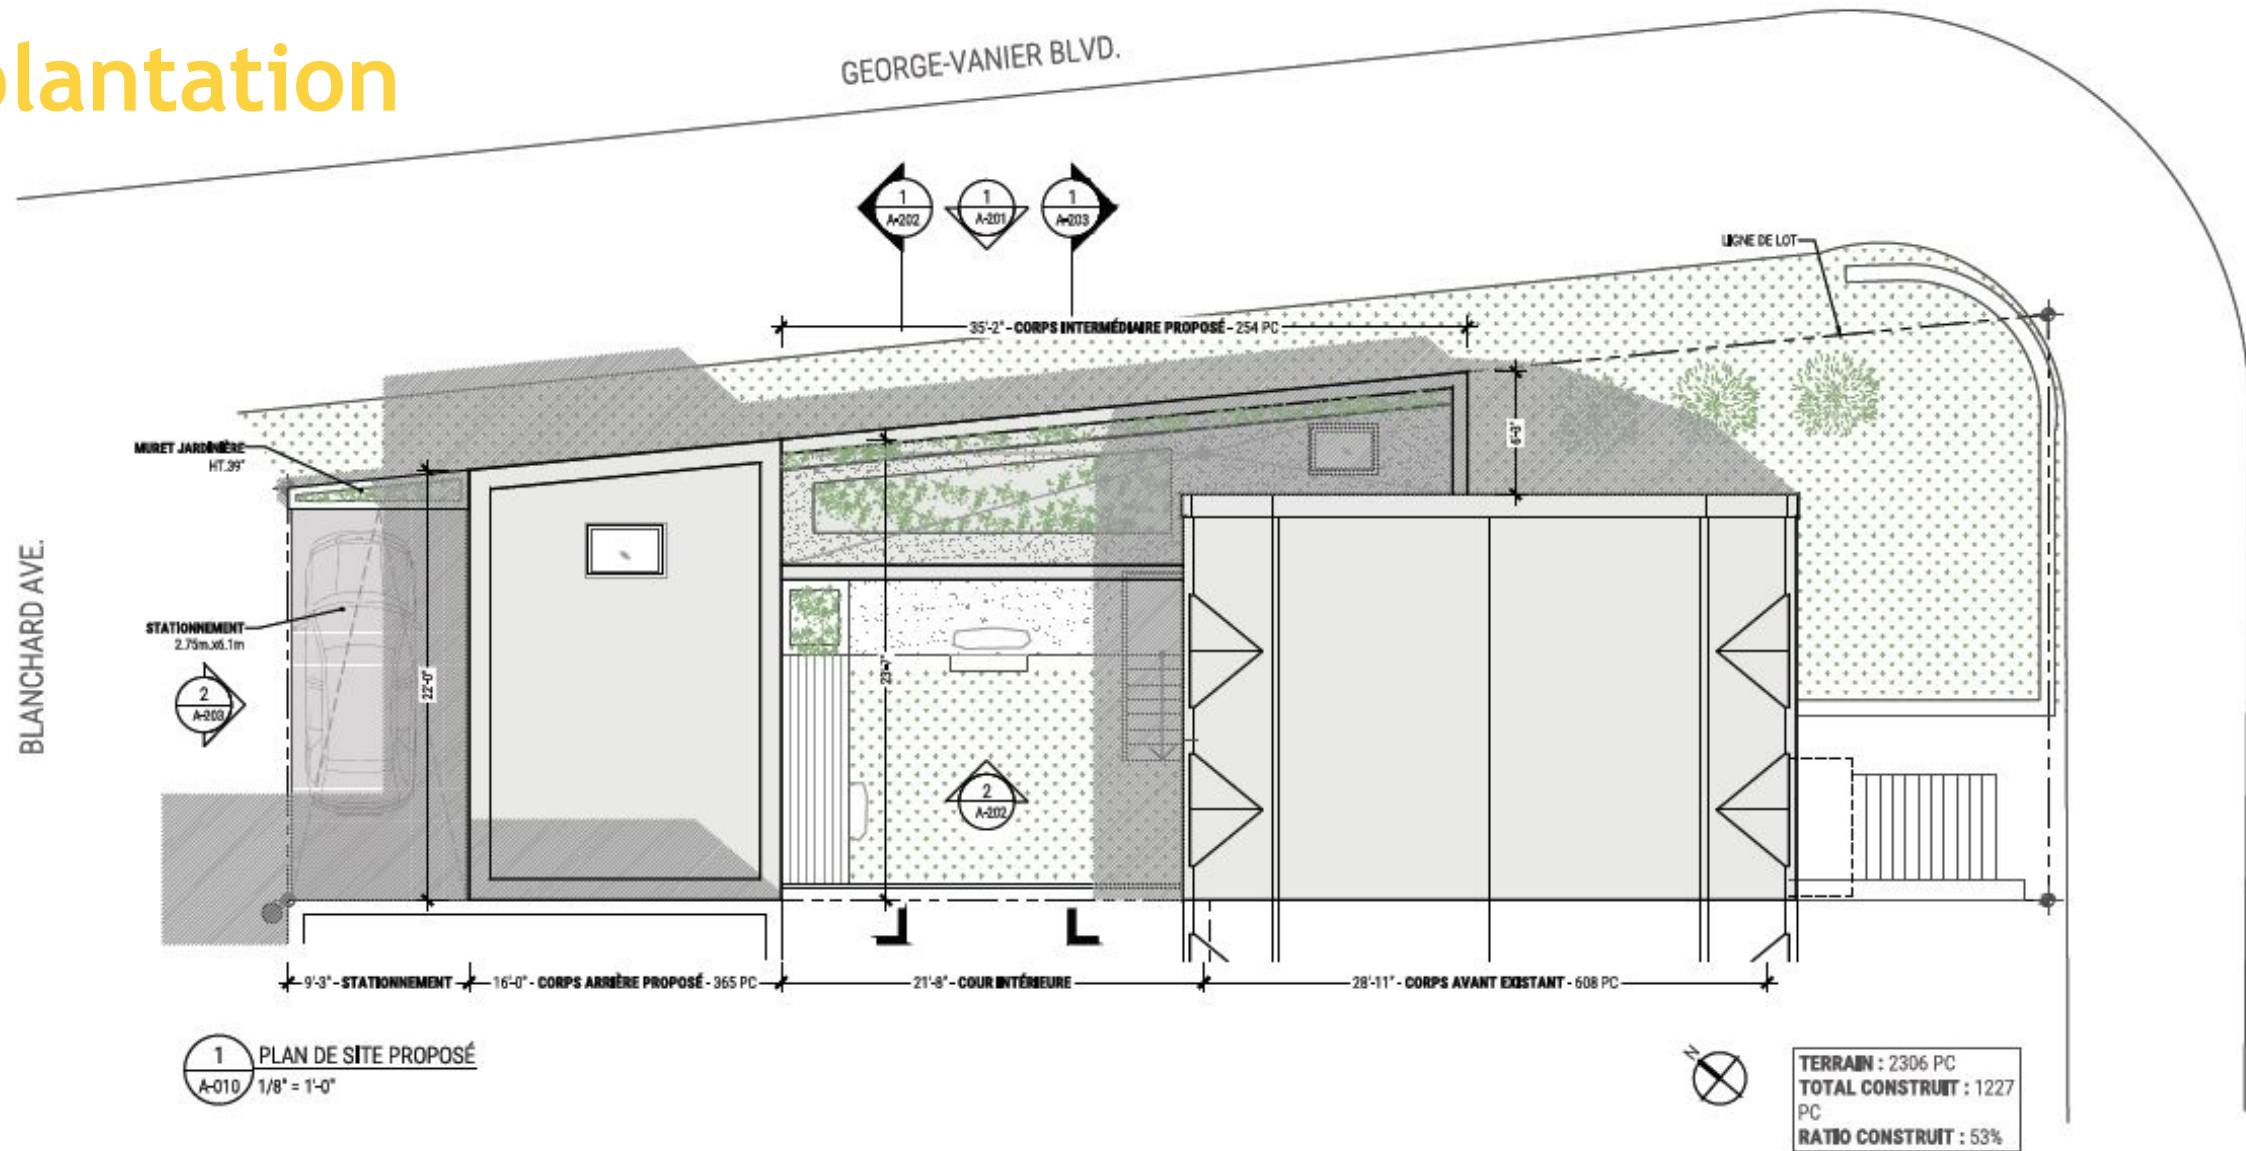 plantation
GEORGE-VANIER BLVD.
1
A-202
1
A-201
1
A-203
LIGNE DE LOT
35'-2" - CORPS INTERMÉDIAIRE PROPOSÉ - 254 PC
MURET JARDINIÈRE
HT.39"
6'-0"
BLANCHARD AVE.
STATIONNEMENT
2.75m.x6.1m
22'-0"
23'-7"
2
A-203
2
A-202
9'-3" - STATIONNEMENT
16'-0" - CORPS ARRIÈRE PROPOSÉ - 365 PC
21'-8" - COUR INTÉRIEURE
28'-11" - CORPS AVANT EXISTANT - 608 PC
1
A-010
PLAN DE SITE PROPOSÉ
1/8" = 1'-0"
N
TERRAIN : 2306 PC
TOTAL CONSTRUIT : 1227
PC
RATIO CONSTRUIT : 53%